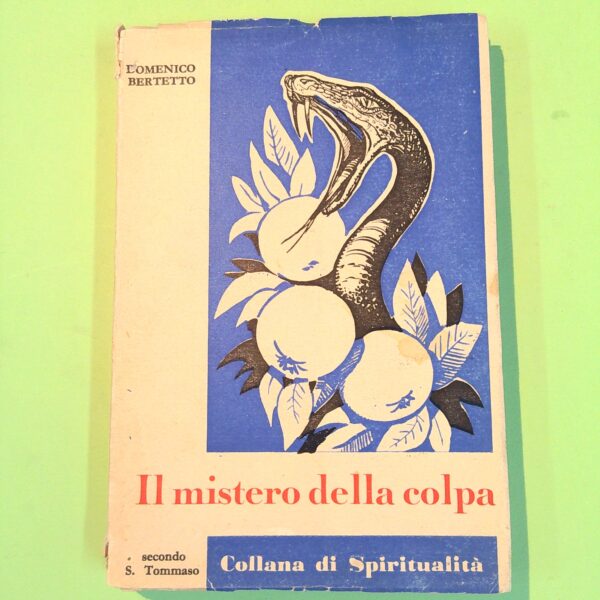 DOMENICO
BERTETTO
Il mistero della colpa
secondo
S. Tommaso
Collana di Spiritualità